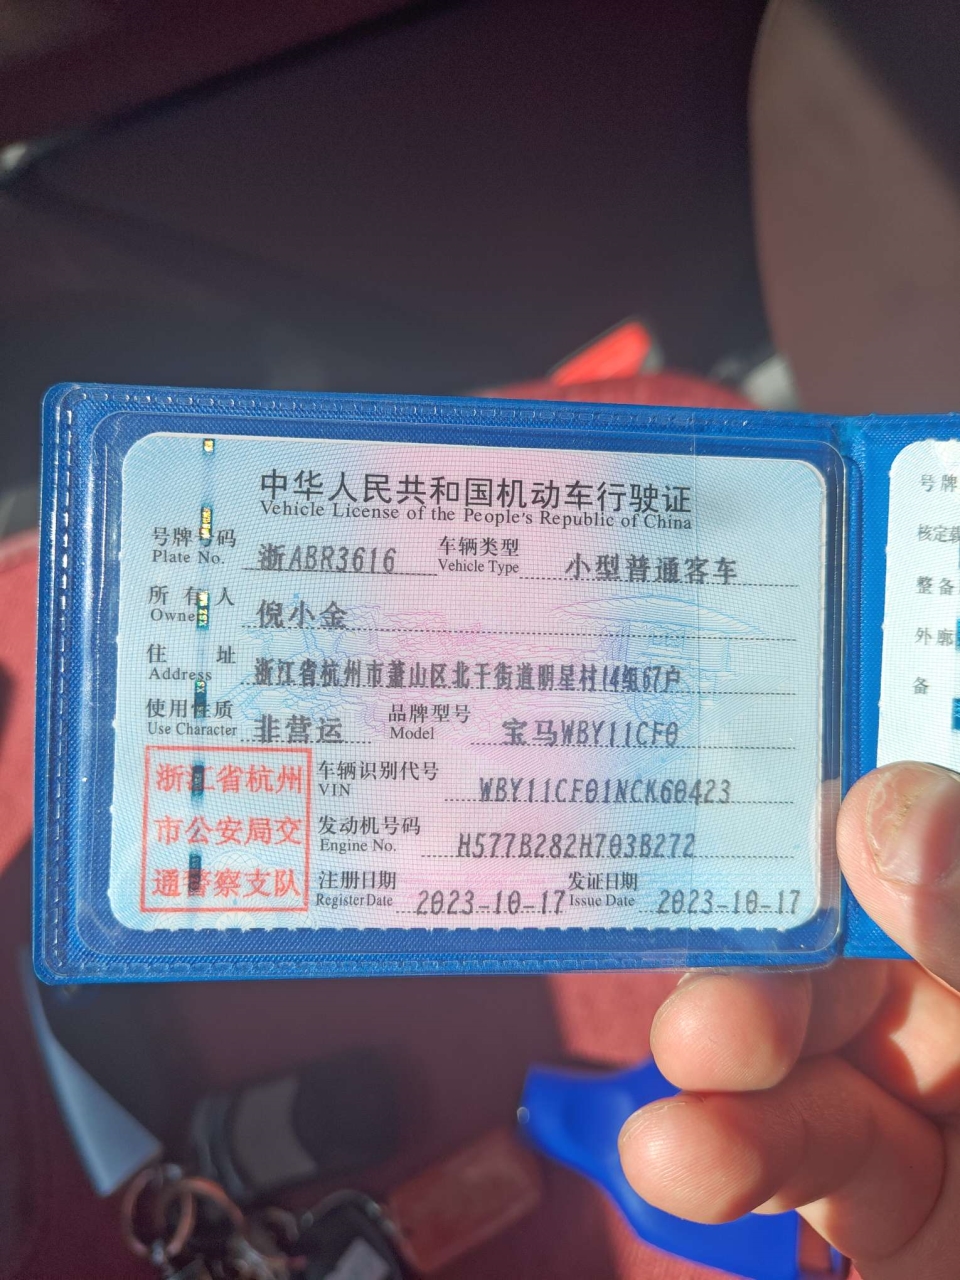 中华人民共和国机动车行驶证
Vehicle License of the People's Republic of China
号牌号码 浙ABR3616 车辆类型 小型普通客车
Plate No. Vehicle Type
所有人 倪小金
Owner
住址 浙江省杭州市萧山区北干街道明星村14组67户
Address
使用性质 非营运 品牌型号 宝马WBY11CF0
Use Character Model
浙江省杭州
市公安局交
通警察支队
车辆识别代号 WBY11CF01NCK60423
VIN
发动机号码 H577B282H703B272
Engine No.
注册日期 2023-10-17 发证日期 2023-10-17
Register Date Issue Date
号牌
核定载
整备
外廓
备